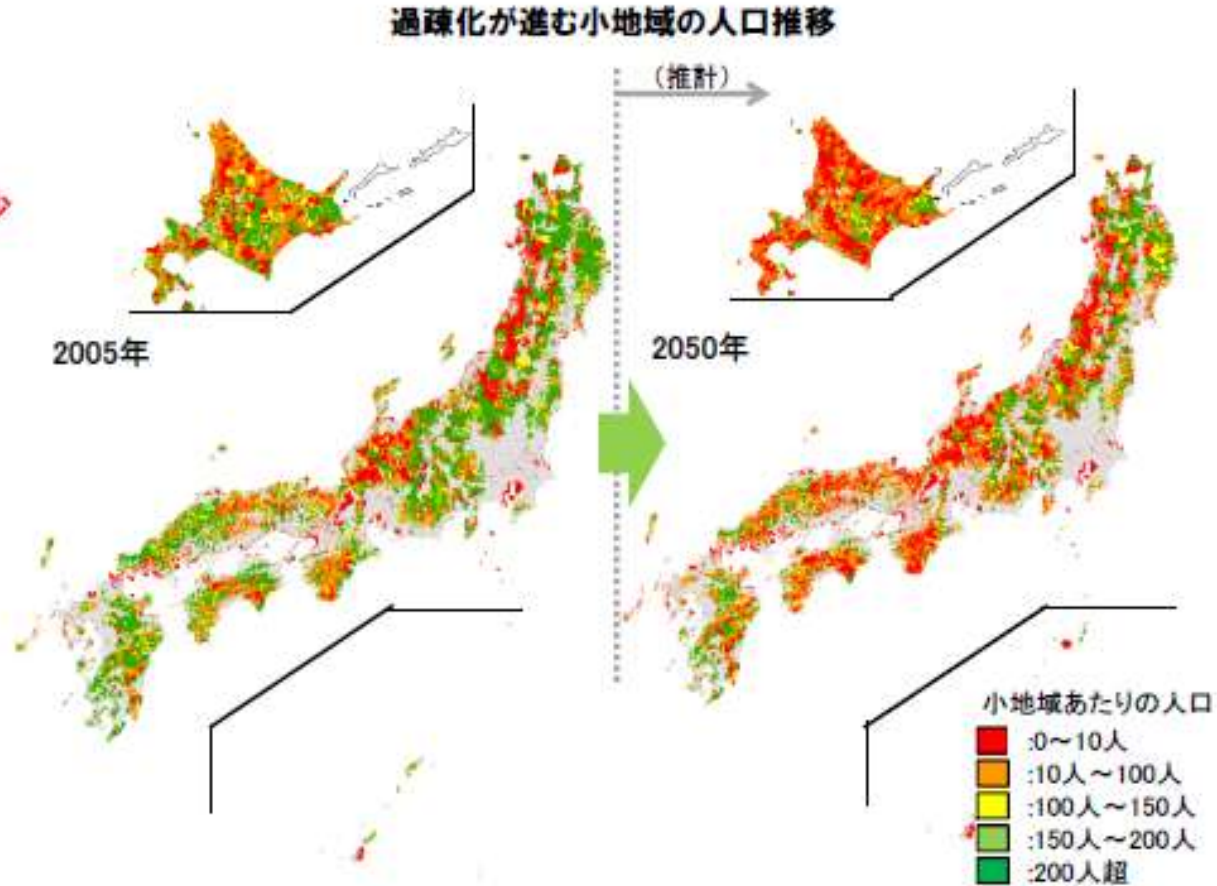 過疎化が進む小地域の人口推移
（推計）
2005年
2050年
小地域あたりの人口
:0～10人
:10人～100人
:100人～150人
:150人～200人
:200人超